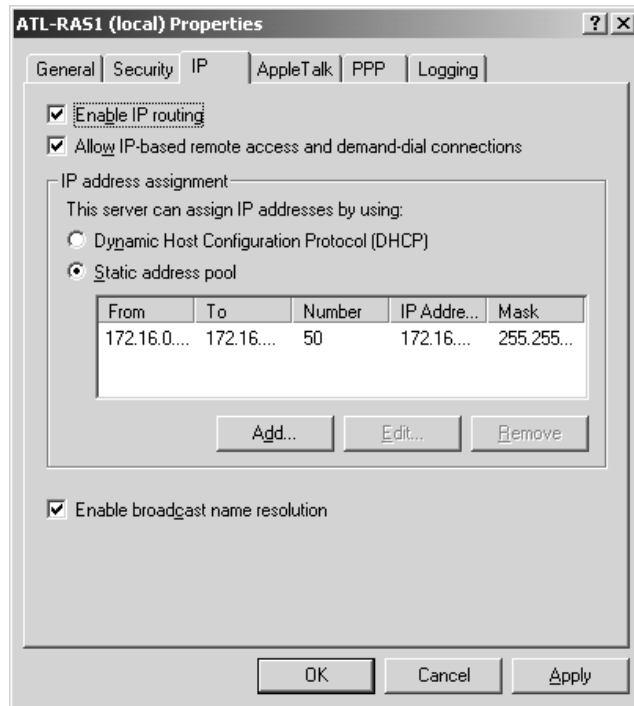 ATL-RAS1 (local) Properties
General Security IP AppleTalk PPP Logging
Enable IP routing
Allow IP-based remote access and demand-dial connections
IP address assignment
This server can assign IP addresses by using:
Dynamic Host Configuration Protocol (DHCP)
Static address pool
From To Number IP Addre... Mask
172.16.0.... 172.16.... 50 172.16.... 255.255...
Add... Edit... Remove
Enable broadcast name resolution
OK Cancel Apply